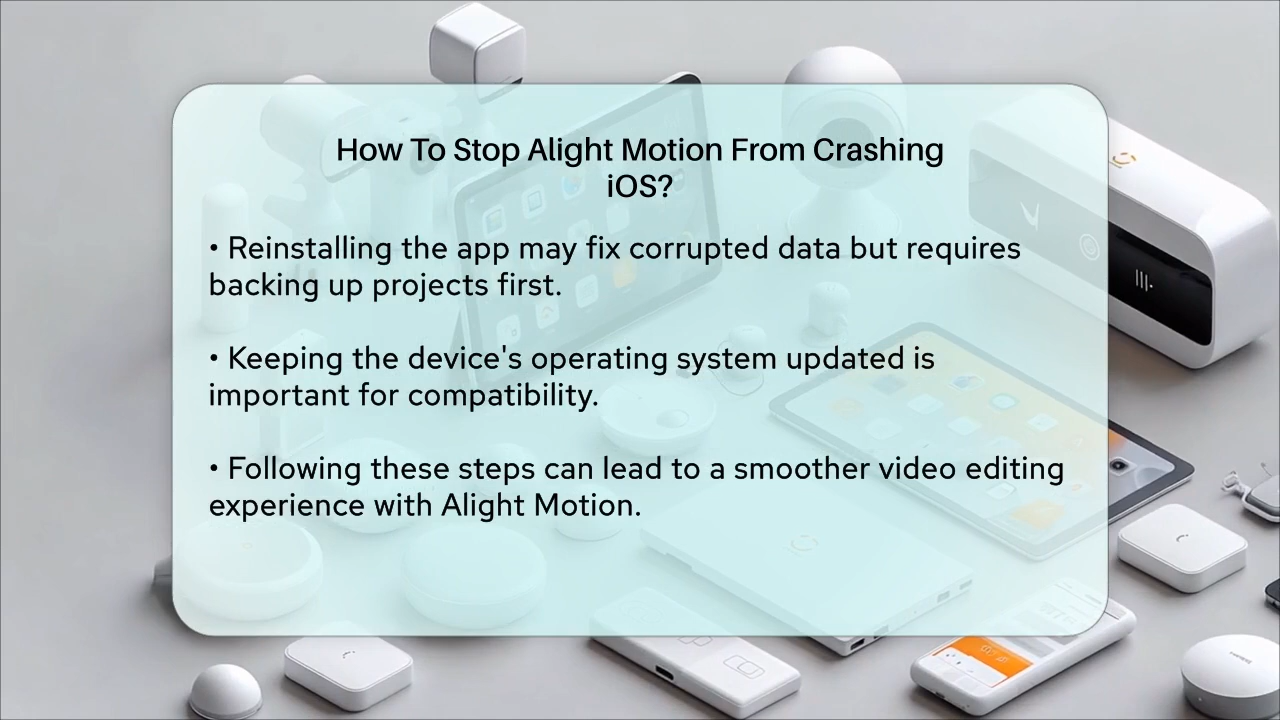 How To Stop Alight Motion From Crashing
iOS?
• Reinstalling the app may fix corrupted data but requires
backing up projects first.
• Keeping the device's operating system updated is
important for compatibility.
• Following these steps can lead to a smoother video editing
experience with Alight Motion.